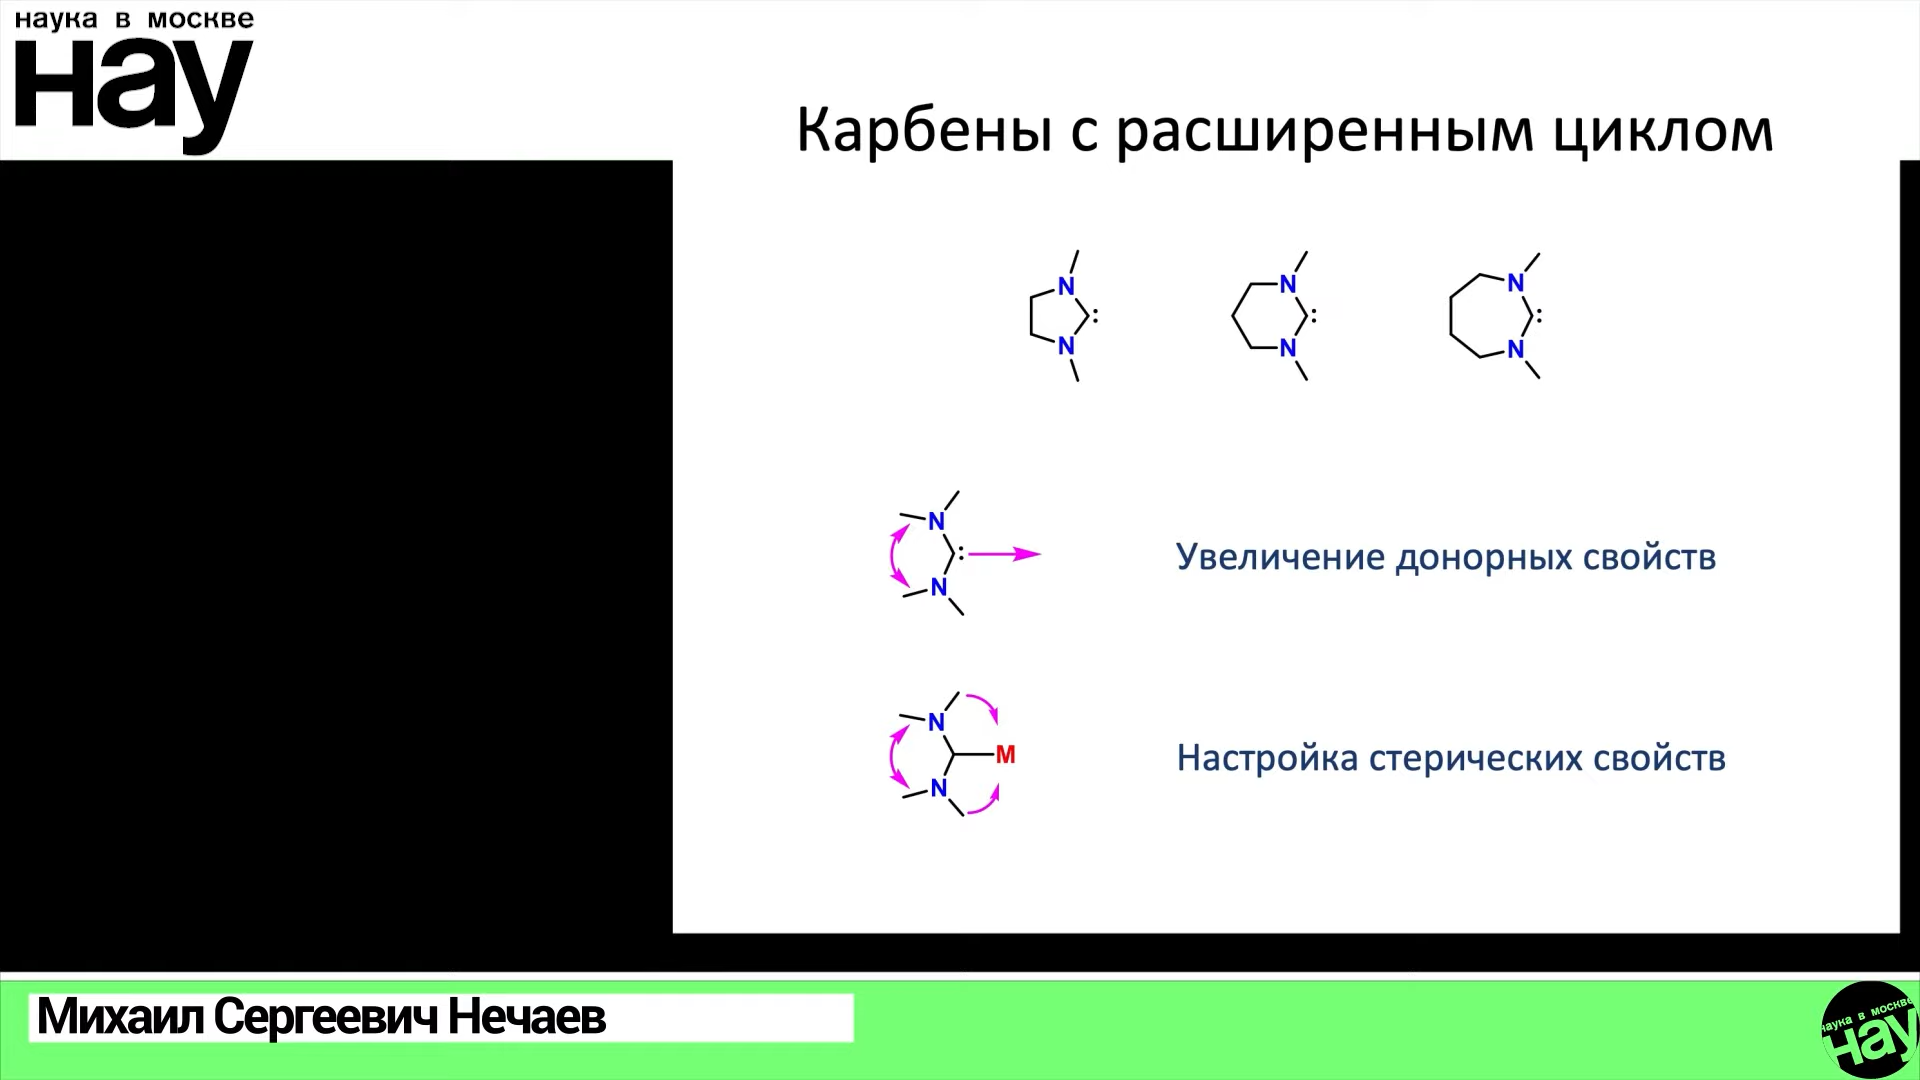 наука в москве
нау
Карбены с расширенным циклом
N
:
N
N
:
N
N
:
N
N
:
N
Увеличение донорных свойств
N
M
N
Настройка стерических свойств
Михаил Сергеевич Нечаев
наука в москве
нау